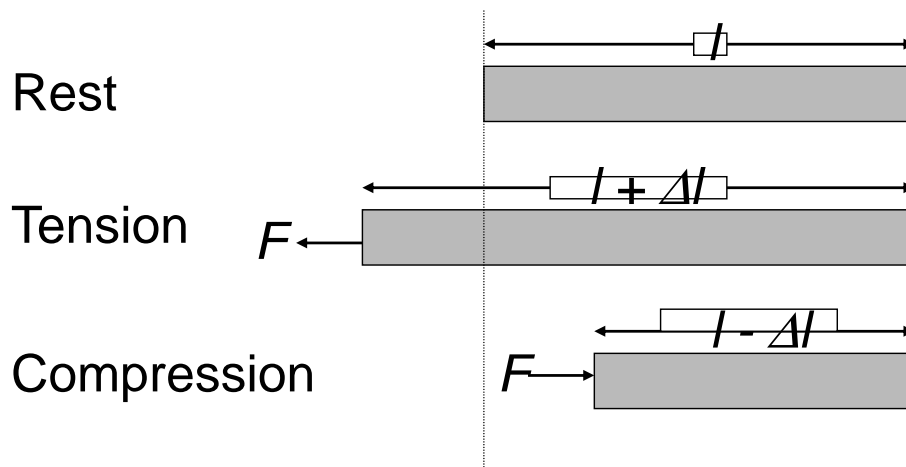 l
Rest
l + Δl
Tension
F
l - Δl
Compression
F